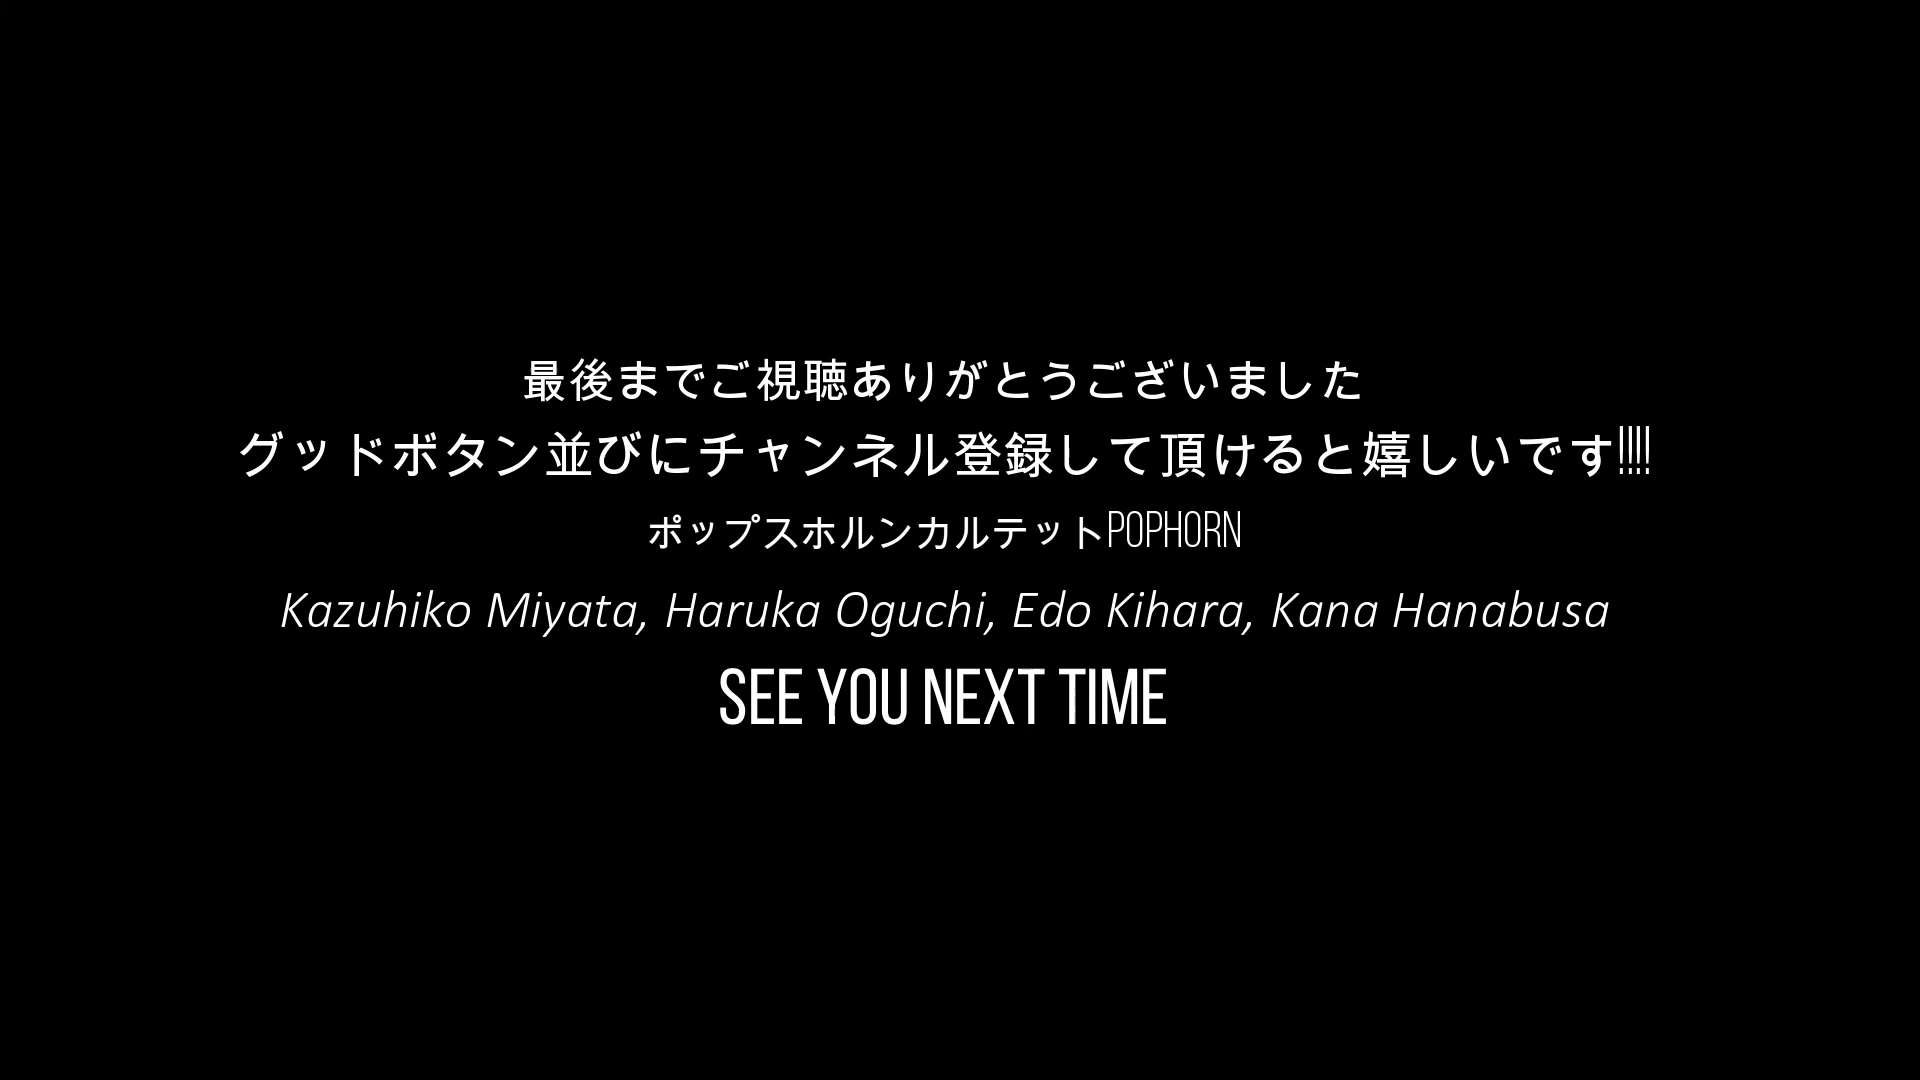 最後までご視聴ありがとうございました
グッドボタン並びにチャンネル登録して頂けると嬉しいです!!!!
ポップスホルンカルテットPOPHORN
Kazuhiko Miyata, Haruka Oguchi, Edo Kihara, Kana Hanabusa
SEE YOU NEXT TIME